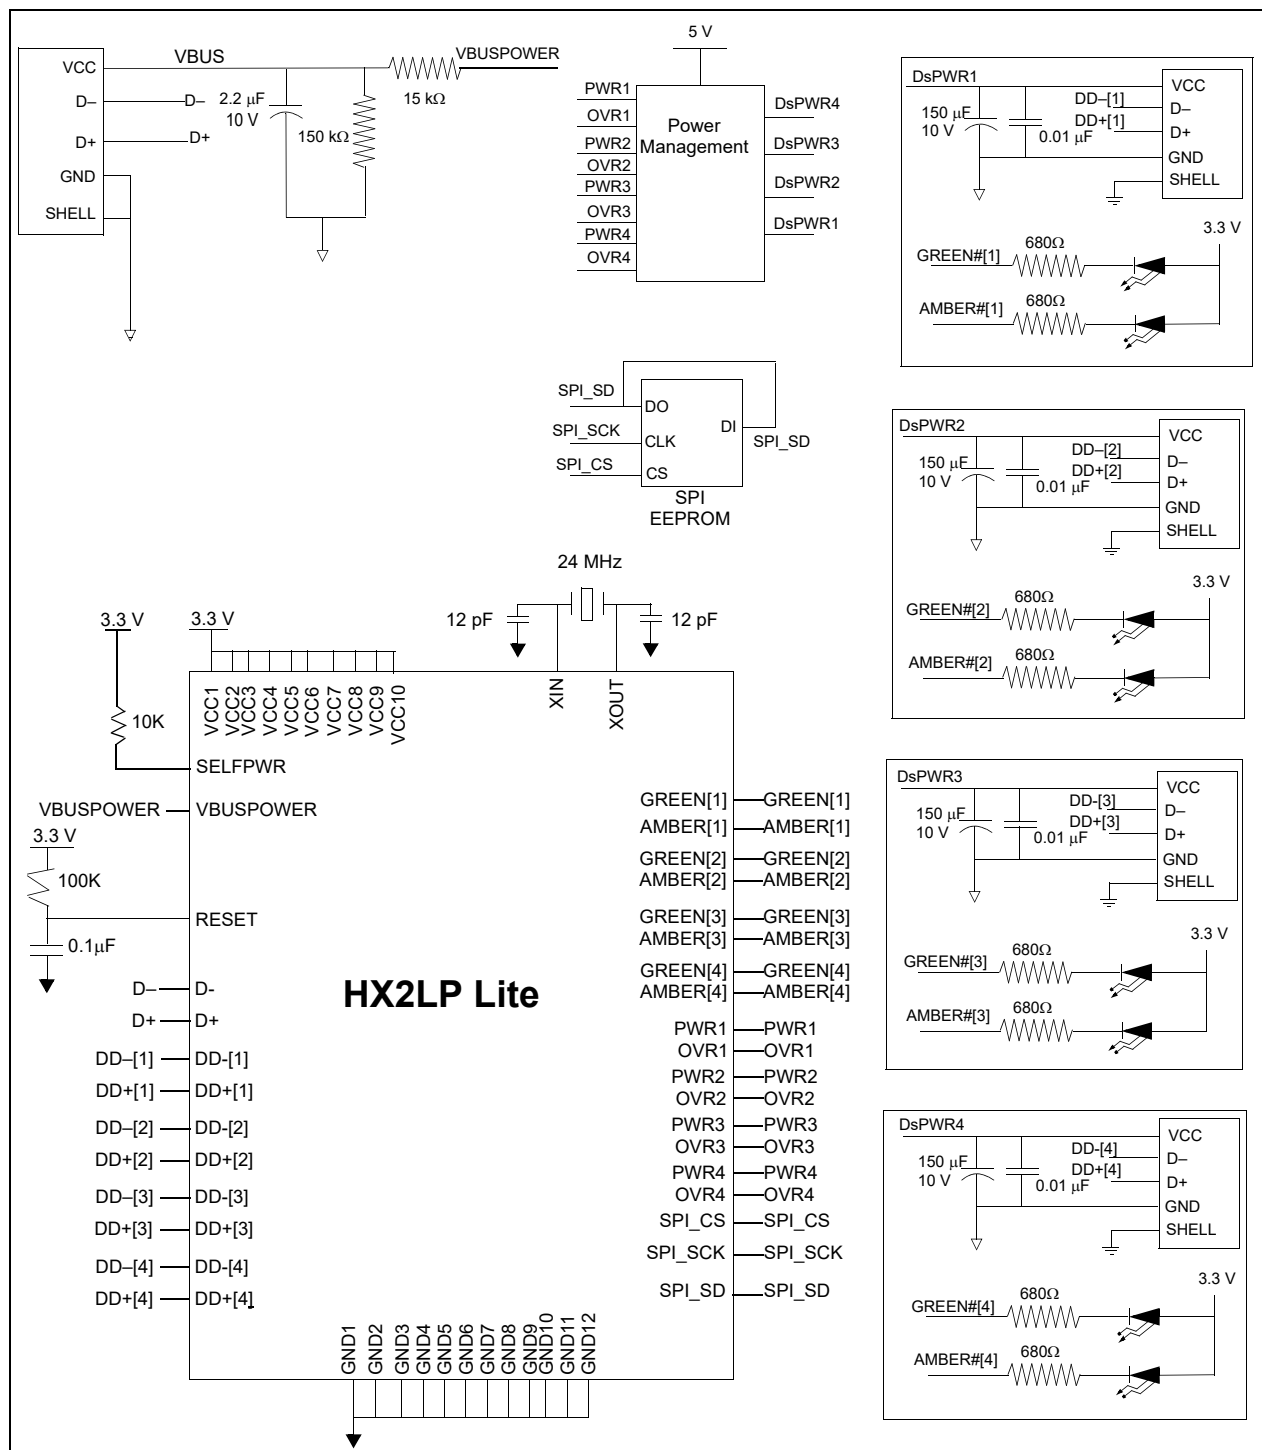 VCC
VBUS
VBUSPOWER
D–
D–
D+
D+
GND
SHELL
2.2 μF
10 V
150 kΩ
15 kΩ
5 V
Power
Management
PWR1
OVR1
PWR2
OVR2
PWR3
OVR3
PWR4
OVR4
DsPWR4
DsPWR3
DsPWR2
DsPWR1
DsPWR1
150 μF
10 V
0.01 μF
DD–[1]
DD+[1]
VCC
D–
D+
GND
SHELL
3.3 V
680Ω
GREEN#[1]
680Ω
AMBER#[1]
SPI_SD
SPI_SCK
SPI_CS
DO
CLK
CS
DI
SPI_SD
SPI
EEPROM
DsPWR2
150 μF
10 V
0.01 μF
DD–[2]
DD+[2]
VCC
D–
D+
GND
SHELL
3.3 V
680Ω
GREEN#[2]
680Ω
AMBER#[2]
24 MHz
12 pF
12 pF
3.3 V
3.3 V
10K
VCC1
VCC2
VCC3
VCC4
VCC5
VCC6
VCC7
VCC8
VCC9
VCC10
XIN
XOUT
SELFPWR
VBUSPOWER
VBUSPOWER
3.3 V
100K
RESET
0.1μF
HX2LP Lite
D–
D-
D+
D+
DD–[1]
DD-[1]
DD+[1]
DD+[1]
DD–[2]
DD-[2]
DD+[2]
DD+[2]
DD–[3]
DD-[3]
DD+[3]
DD+[3]
DD–[4]
DD-[4]
DD+[4]
DD+[4]
GREEN[1]
GREEN[1]
AMBER[1]
AMBER[1]
GREEN[2]
GREEN[2]
AMBER[2]
AMBER[2]
GREEN[3]
GREEN[3]
AMBER[3]
AMBER[3]
GREEN[4]
GREEN[4]
AMBER[4]
AMBER[4]
PWR1
PWR1
OVR1
OVR1
PWR2
PWR2
OVR2
OVR2
PWR3
PWR3
OVR3
OVR3
PWR4
PWR4
OVR4
OVR4
SPI_CS
SPI_CS
SPI_SCK
SPI_SCK
SPI_SD
SPI_SD
GND1
GND2
GND3
GND4
GND5
GND6
GND7
GND8
GND9
GND10
GND11
GND12
DsPWR3
150 μF
10 V
0.01 μF
DD-[3]
DD+[3]
VCC
D–
D+
GND
SHELL
3.3 V
680Ω
GREEN#[3]
680Ω
AMBER#[3]
DsPWR4
150 μF
10 V
0.01 μF
DD-[4]
DD+[4]
VCC
D–
D+
GND
SHELL
3.3 V
680Ω
GREEN#[4]
680Ω
AMBER#[4]